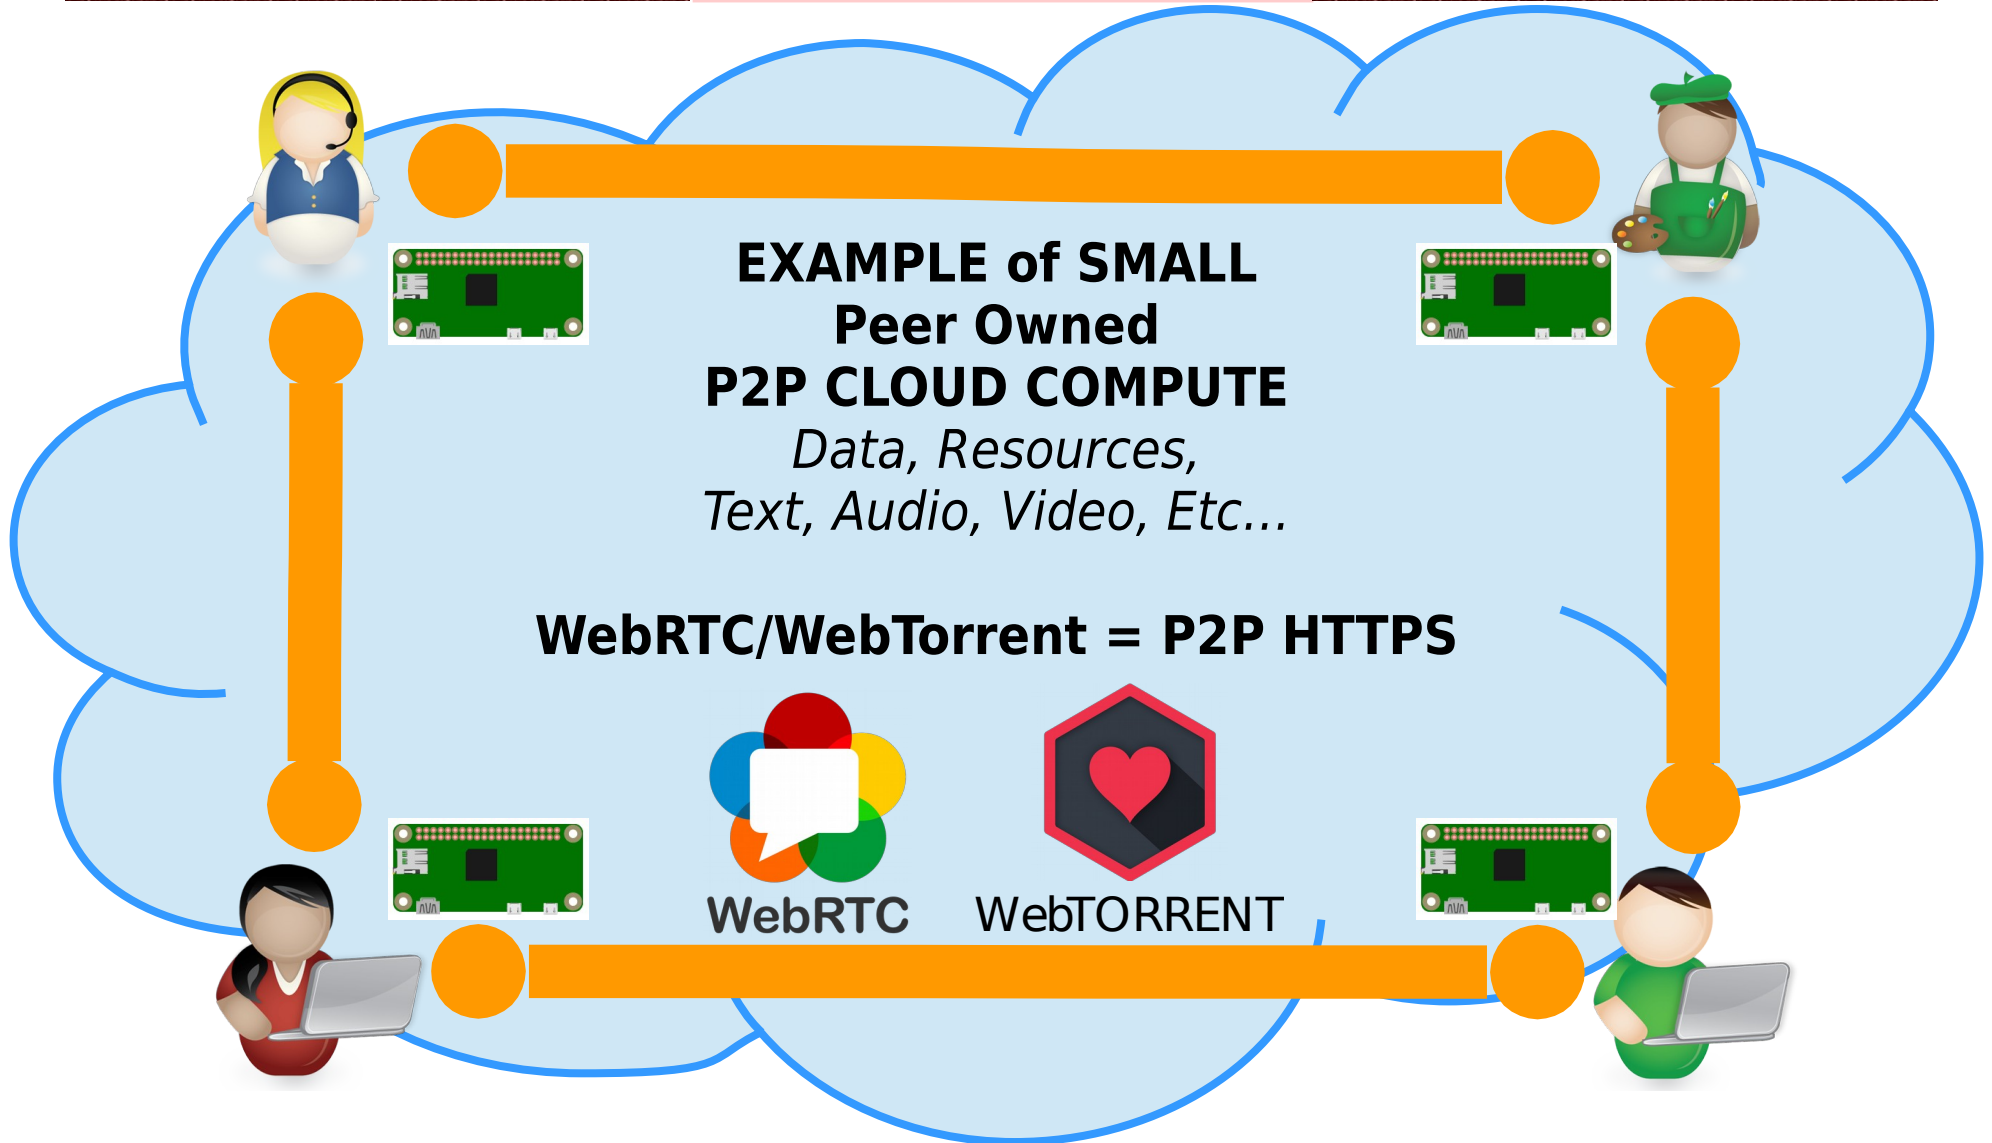 EXAMPLE of SMALL
Peer Owned
P2P CLOUD COMPUTE
Data, Resources,
Text, Audio, Video, Etc...
WebRTC/WebTorrent = P2P HTTPS
WebRTC
WebTORRENT